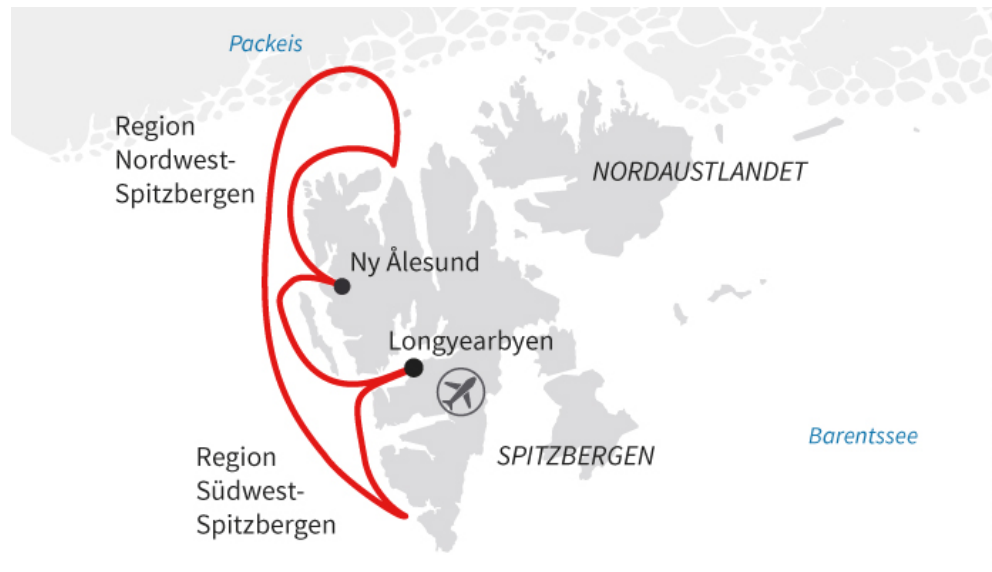 Packeis
Region
Nordwest-
Spitzbergen
NORDAUSTLANDET
Ny Ålesund
Longyearbyen
Barentssee
SPITZBERGEN
Region
Südwest-
Spitzbergen